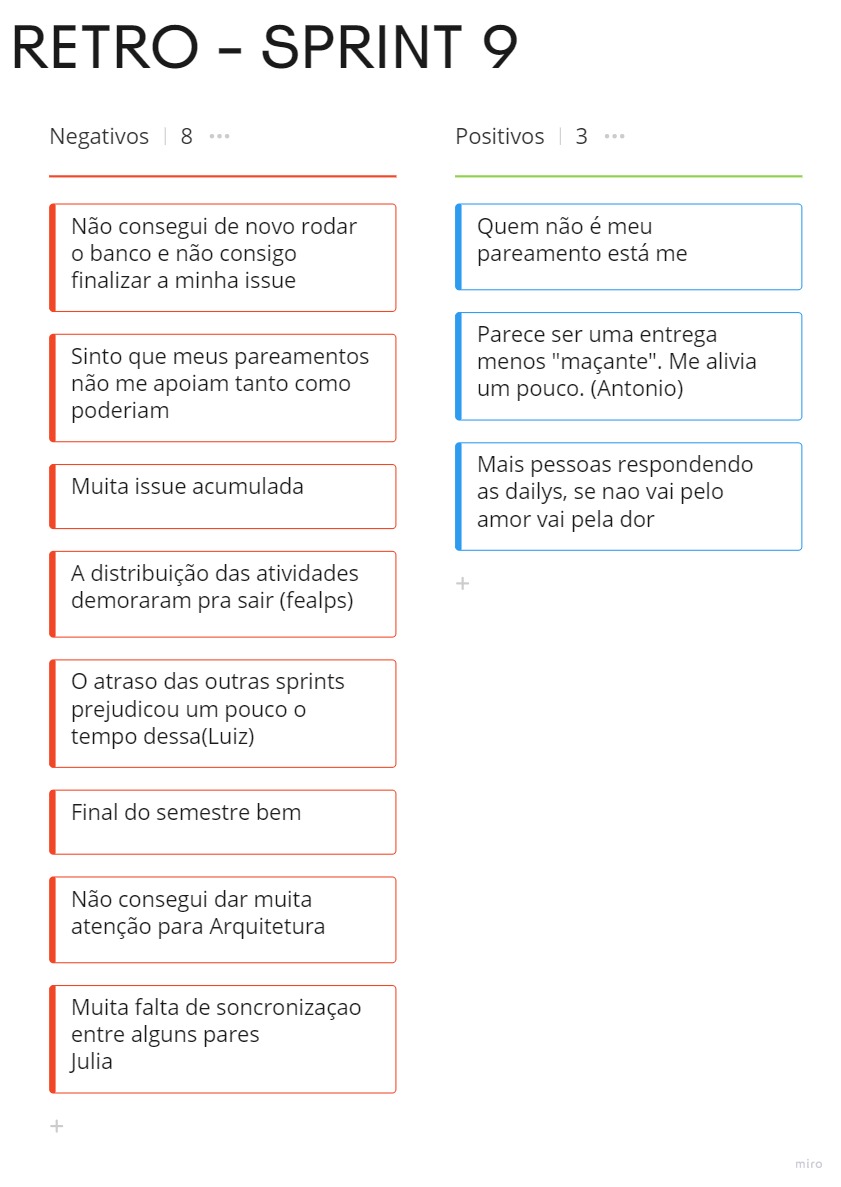 RETRO - SPRINT 9
Negativos | 8 •••
Não consegui de novo rodar
o banco e não consigo
finalizar a minha issue
Sinto que meus pareamentos
não me apoiam tanto como
poderiam
Muita issue acumulada
A distribuição das atividades
demoraram pra sair (fealps)
O atraso das outras sprints
prejudicou um pouco o
tempo dessa(Luiz)
Final do semestre bem
Não consegui dar muita
atenção para Arquitetura
Muita falta de soncronizaçao
entre alguns pares
Julia
+
Positivos | 3 •••
Quem não é meu
pareamento está me
Parece ser uma entrega
menos "maçante". Me alivia
um pouco. (Antonio)
Mais pessoas respondendo
as dailys, se nao vai pelo
amor vai pela dor
+
miro